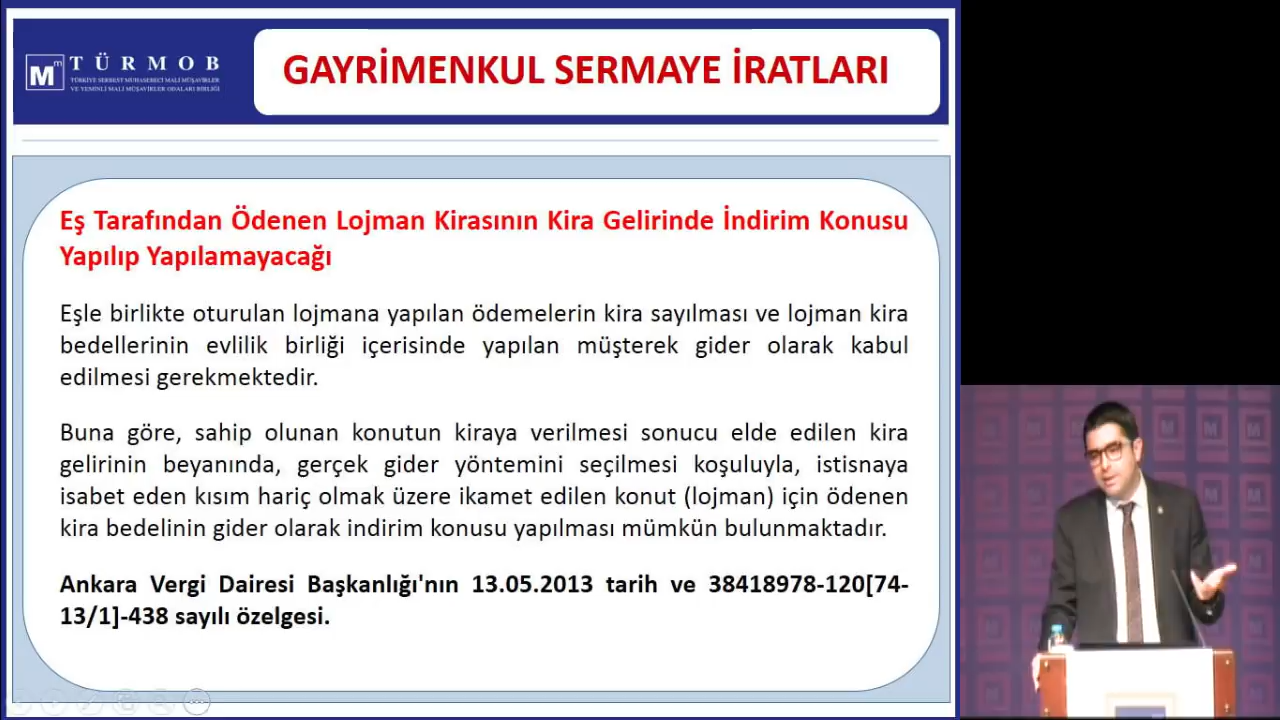 TÜRMOB
TÜRKİYE SERBEST MUHASEBECİ MALİ MÜŞAVİRLER
VE YEMİNLİ MALİ MÜŞAVİRLER ODALARI BİRLİĞİ
GAYRİMENKUL SERMAYE İRATLARI
Eş Tarafından Ödenen Lojman Kirasının Kira Gelirinde İndirim Konusu
Yapılıp Yapılamayacağı
Eşle birlikte oturulan lojmana yapılan ödemelerin kira sayılması ve lojman kira
bedellerinin evlilik birliği içerisinde yapılan müşterek gider olarak kabul
edilmesi gerekmektedir.
Buna göre, sahip olunan konutun kiraya verilmesi sonucu elde edilen kira
gelirinin beyanında, gerçek gider yöntemini seçilmesi koşuluyla, istisnaya
isabet eden kısım hariç olmak üzere ikamet edilen konut (lojman) için ödenen
kira bedelinin gider olarak indirim konusu yapılması mümkün bulunmaktadır.
Ankara Vergi Dairesi Başkanlığı'nın 13.05.2013 tarih ve 38418978-120[74-
13/1]-438 sayılı özelgesi.